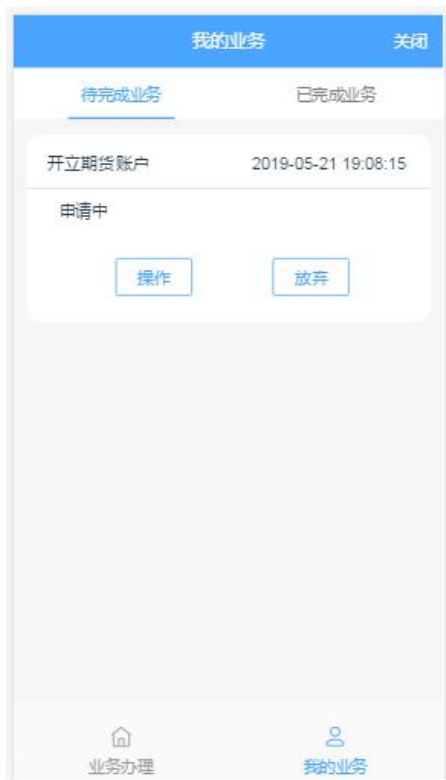 我的业务 关闭
待完成业务 已完成业务
开立期货账户 2019-05-21 19:08:15
申请中
操作 放弃
业务办理 我的业务